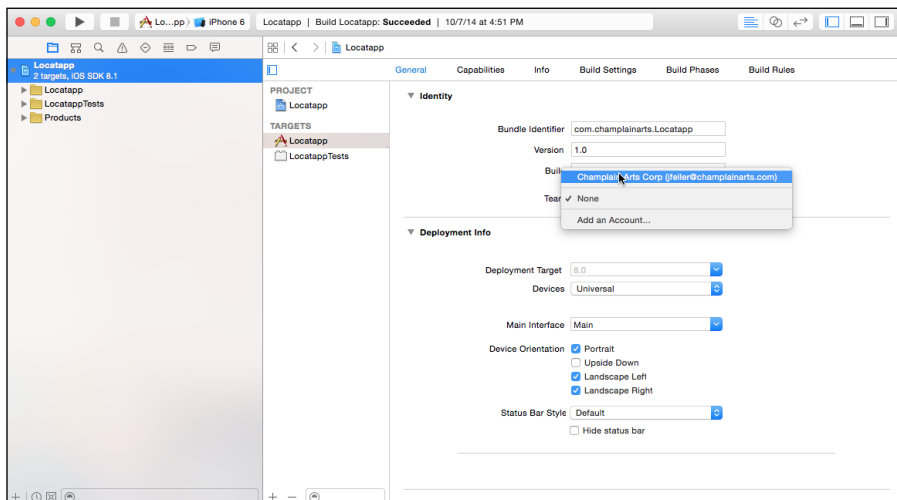 Lo...pp iPhone 6 Locatapp | Build Locatapp: Succeeded | 10/7/14 at 4:51 PM
Locatapp
Locatapp
2 targets, iOS SDK 8.1
Locatapp
LocatappTests
Products
PROJECT
Locatapp
TARGETS
Locatapp
LocatappTests
General Capabilities Info Build Settings Build Phases Build Rules
Identity
Bundle Identifier com.champlainarts.Locatapp
Version 1.0
Buil
Champlain Arts Corp (jfeiler@champlainarts.com)
Tean ✓ None
Add an Account...
Deployment Info
Deployment Target 8.0
Devices Universal
Main Interface Main
Device Orientation Portrait
Upside Down
Landscape Left
Landscape Right
Status Bar Style Default
Hide status bar